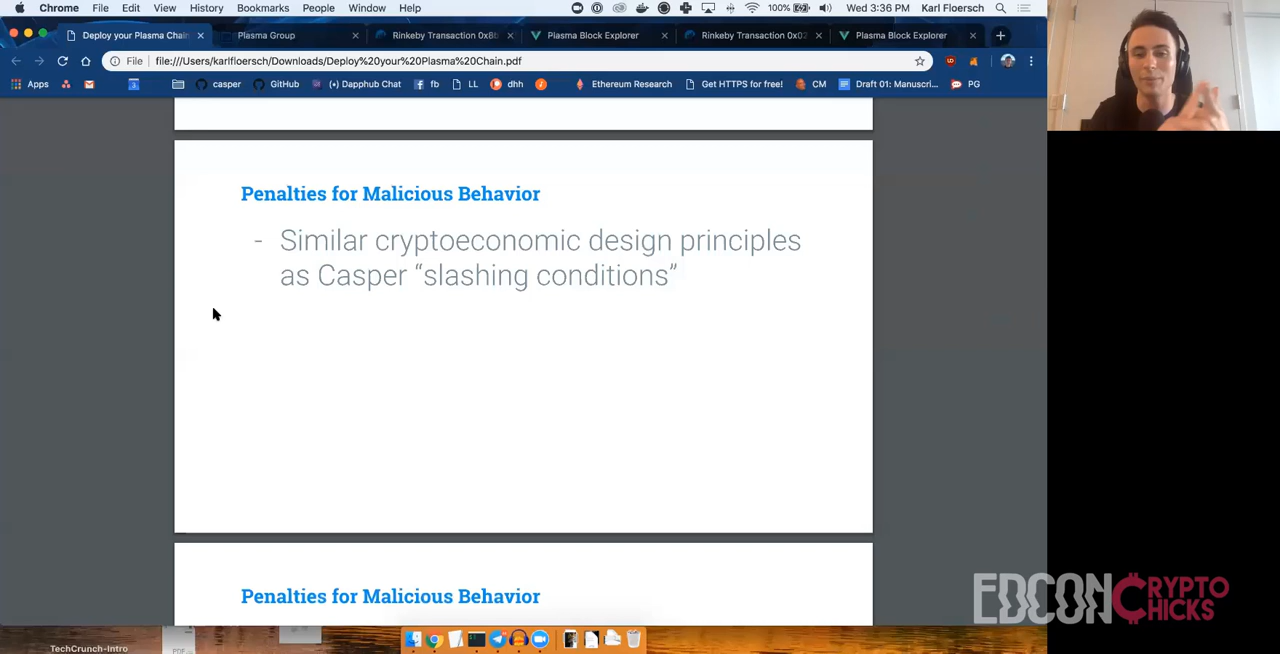 Chrome File Edit View History Bookmarks People Window Help 100% Wed 3:36 PM Karl Floersch
Deploy your Plasma Chain Plasma Group Rinkeby Transaction 0x8b Plasma Block Explorer Rinkeby Transaction 0x02 Plasma Block Explorer
File file:///Users/karlfloersch/Downloads/Deploy%20your%20Plasma%20Chain.pdf
Apps casper GitHub (•) Dapphub Chat fb LL dhh Ethereum Research Get HTTPS for free! CM Draft 01: Manuscri... PG
Penalties for Malicious Behavior
- Similar cryptoeconomic design principles
as Casper “slashing conditions”
Penalties for Malicious Behavior
EDCON CRYPTO
CHICKS
TechCrunch-Intro
PDF